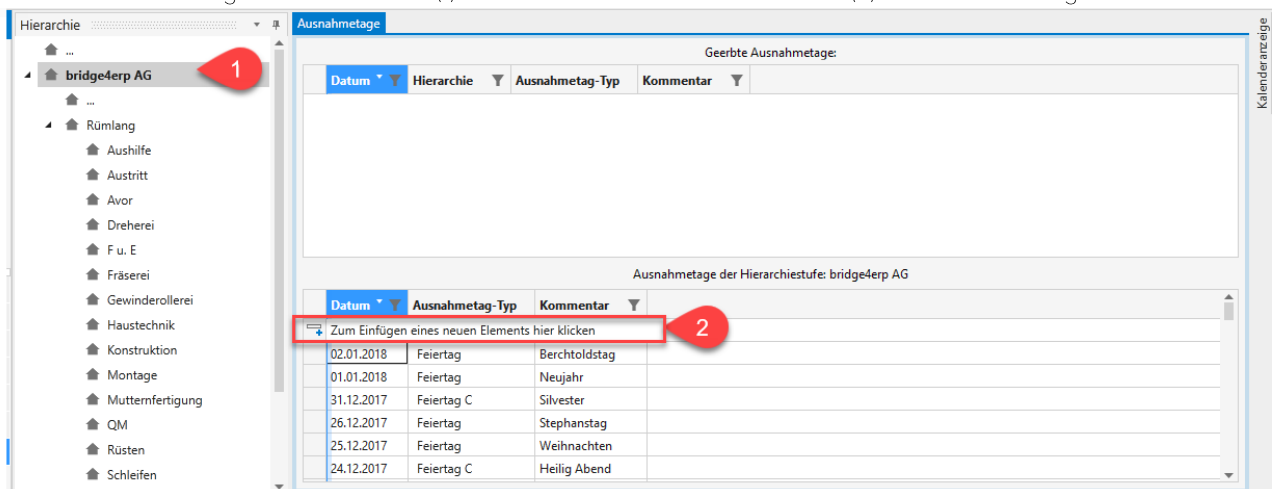 Hierarchie
...
bridge4erp AG
1
...
Rümlang
Aushilfe
Austritt
Avor
Dreherei
F u. E
Fräserei
Gewinderollerei
Haustechnik
Konstruktion
Montage
Mutternfertigung
QM
Rüsten
Schleifen
Ausnahmetage
Geerbte Ausnahmetage:
Datum Hierarchie Ausnahmetag-Typ Kommentar
Ausnahmetage der Hierarchiestufe: bridge4erp AG
Datum Ausnahmetag-Typ Kommentar
Zum Einfügen eines neuen Elements hier klicken
2
02.01.2018 Feiertag Berchtoldstag
01.01.2018 Feiertag Neujahr
31.12.2017 Feiertag C Silvester
26.12.2017 Feiertag Stephanstag
25.12.2017 Feiertag Weihnachten
24.12.2017 Feiertag C Heilig Abend
Kalenderanzeige